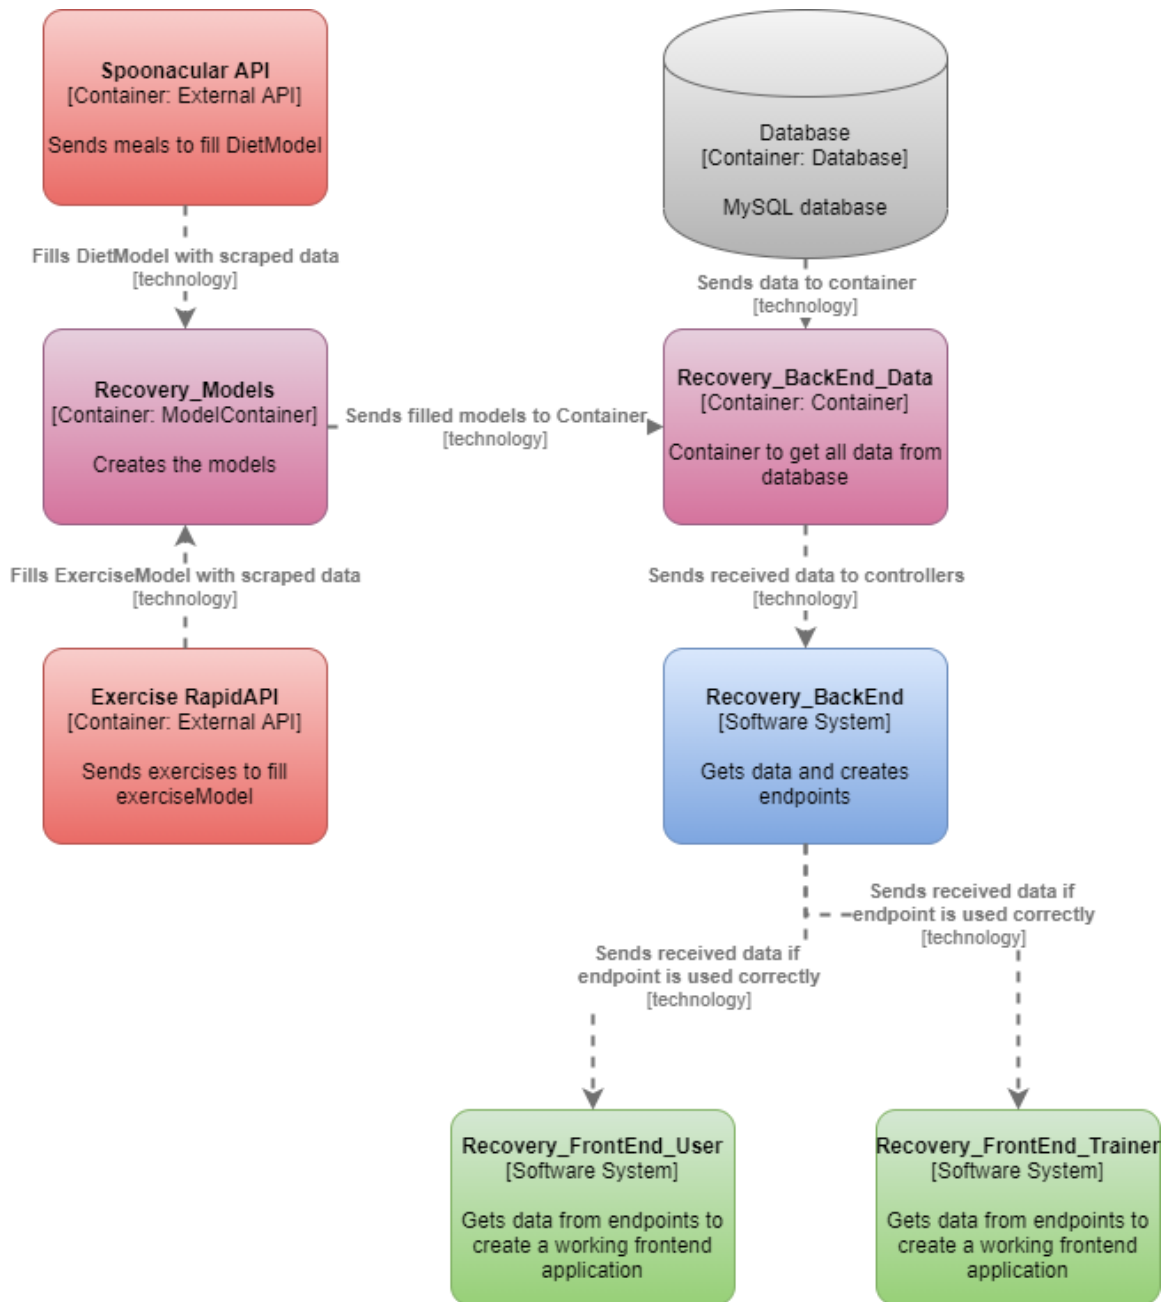 Spoonacular API
[Container: External API]
Sends meals to fill DietModel
Database
[Container: Database]
MySQL database
Fills DietModel with scraped data
[technology]
Sends data to container
[technology]
Recovery_Models
[Container: ModelContainer]
Creates the models
Sends filled models to Container
[technology]
Recovery_BackEnd_Data
[Container: Container]
Container to get all data from
database
Fills ExerciseModel with scraped data
[technology]
Sends received data to controllers
[technology]
Exercise RapidAPI
[Container: External API]
Sends exercises to fill
exerciseModel
Recovery_BackEnd
[Software System]
Gets data and creates
endpoints
Sends received data if
endpoint is used correctly
[technology]
Sends received data if
endpoint is used correctly
[technology]
Recovery_FrontEnd_User
[Software System]
Gets data from endpoints to
create a working frontend
application
Recovery_FrontEnd_Trainer
[Software System]
Gets data from endpoints to
create a working frontend
application